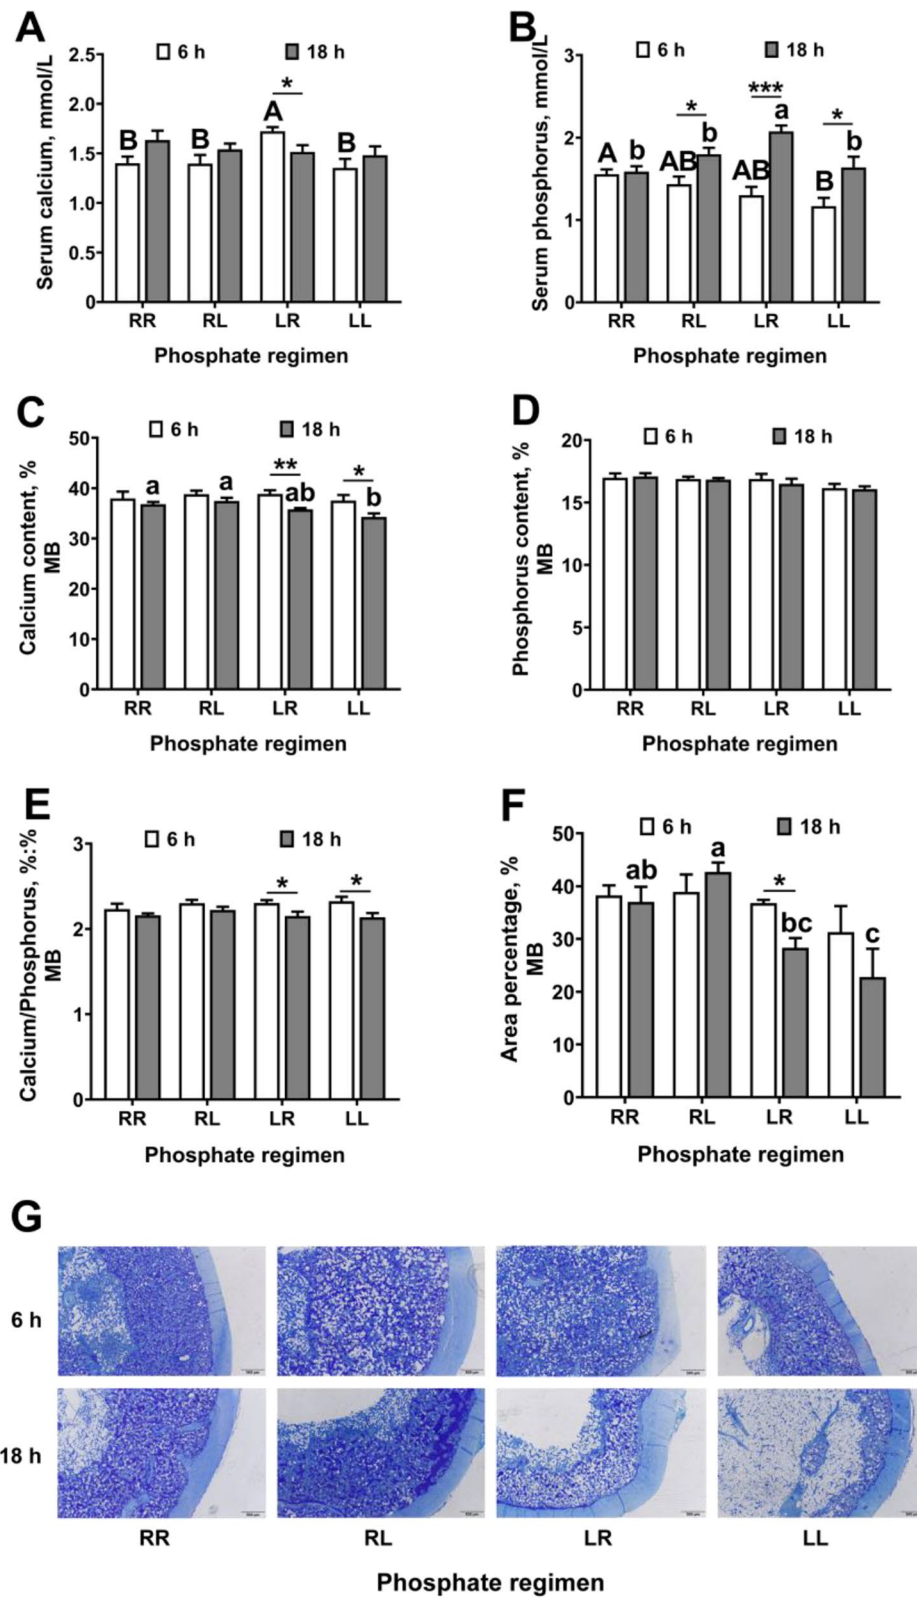 A
Serum calcium, mmol/L
6 h 18 h
2.5
2.0
1.5
1.0
0.5
0
B B A * B
RR RL LR LL
Phosphate regimen
B
Serum phosphorus, mmol/L
6 h 18 h
3
2
1
0
A b AB * b AB *** a B * b
RR RL LR LL
Phosphate regimen
C
Calcium content, %
MB
6 h 18 h
50
40
30
20
10
0
a a ** ab * b
RR RL LR LL
Phosphate regimen
D
Phosphorus content, %
MB
6 h 18 h
20
15
10
5
0
RR RL LR LL
Phosphate regimen
E
Calcium/Phosphorus, %:%
MB
6 h 18 h
3
2
1
0
* *
RR RL LR LL
Phosphate regimen
F
Area percentage, %
MB
6 h 18 h
50
40
30
20
10
0
ab a * bc c
RR RL LR LL
Phosphate regimen
G
6 h
18 h
RR RL LR LL
Phosphate regimen